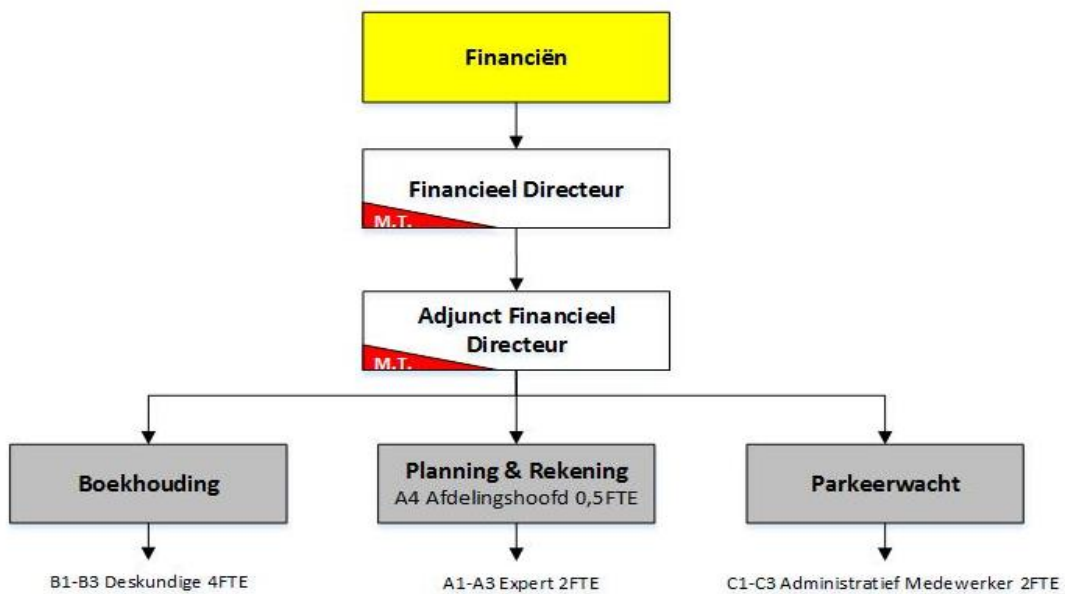 Financiën
Financieel Directeur
M.T.
Adjunct Financieel
Directeur
M.T.
Boekhouding
Planning & Rekening
A4 Afdelingshoofd 0,5FTE
Parkeerwacht
B1-B3 Deskundige 4FTE
A1-A3 Expert 2FTE
C1-C3 Administratief Medewerker 2FTE